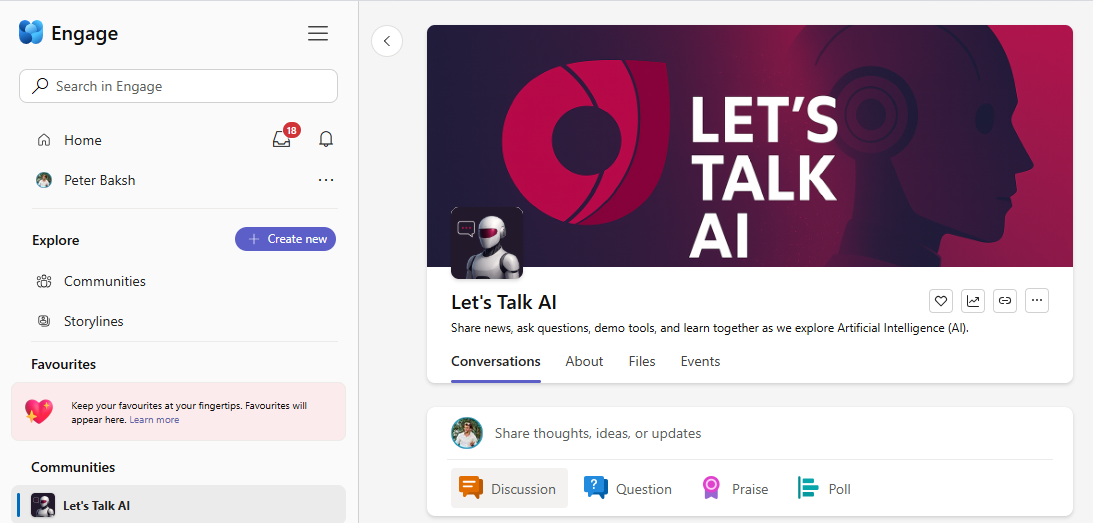 Engage
Search in Engage
Home
18
Peter Baksh
Explore
Create new
Communities
Storylines
Favourites
Keep your favourites at your fingertips. Favourites will
appear here. Learn more
Communities
Let's Talk AI
LET'S
TALK
AI
Let's Talk AI
Share news, ask questions, demo tools, and learn together as we explore Artificial Intelligence (AI).
Conversations About Files Events
Share thoughts, ideas, or updates
Discussion Question Praise Poll